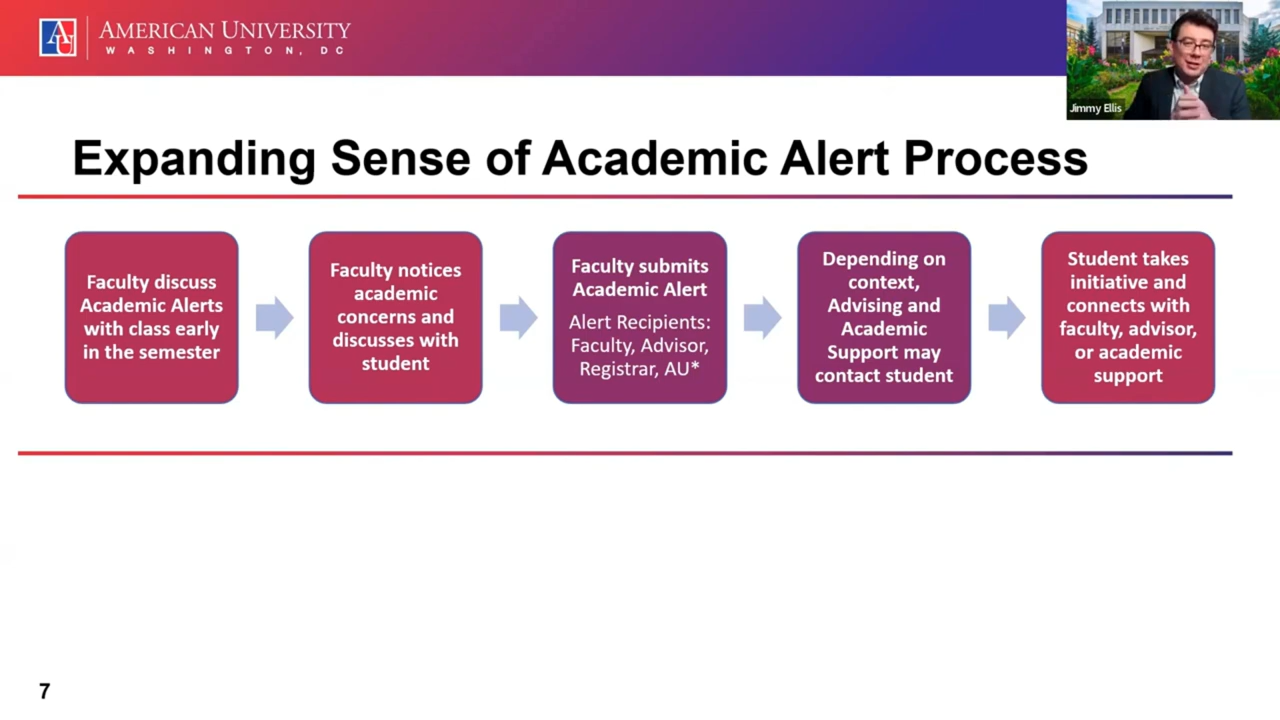 AMERICAN UNIVERSITY
WASHINGTON, DC
Jimmy Ellis
Expanding Sense of Academic Alert Process
Faculty discuss
Academic Alerts
with class early
in the semester
Faculty notices
academic
concerns and
discusses with
student
Faculty submits
Academic Alert
Alert Recipients:
Faculty, Advisor,
Registrar, AU*
Depending on
context,
Advising and
Academic
Support may
contact student
Student takes
initiative and
connects with
faculty, advisor,
or academic
support
7